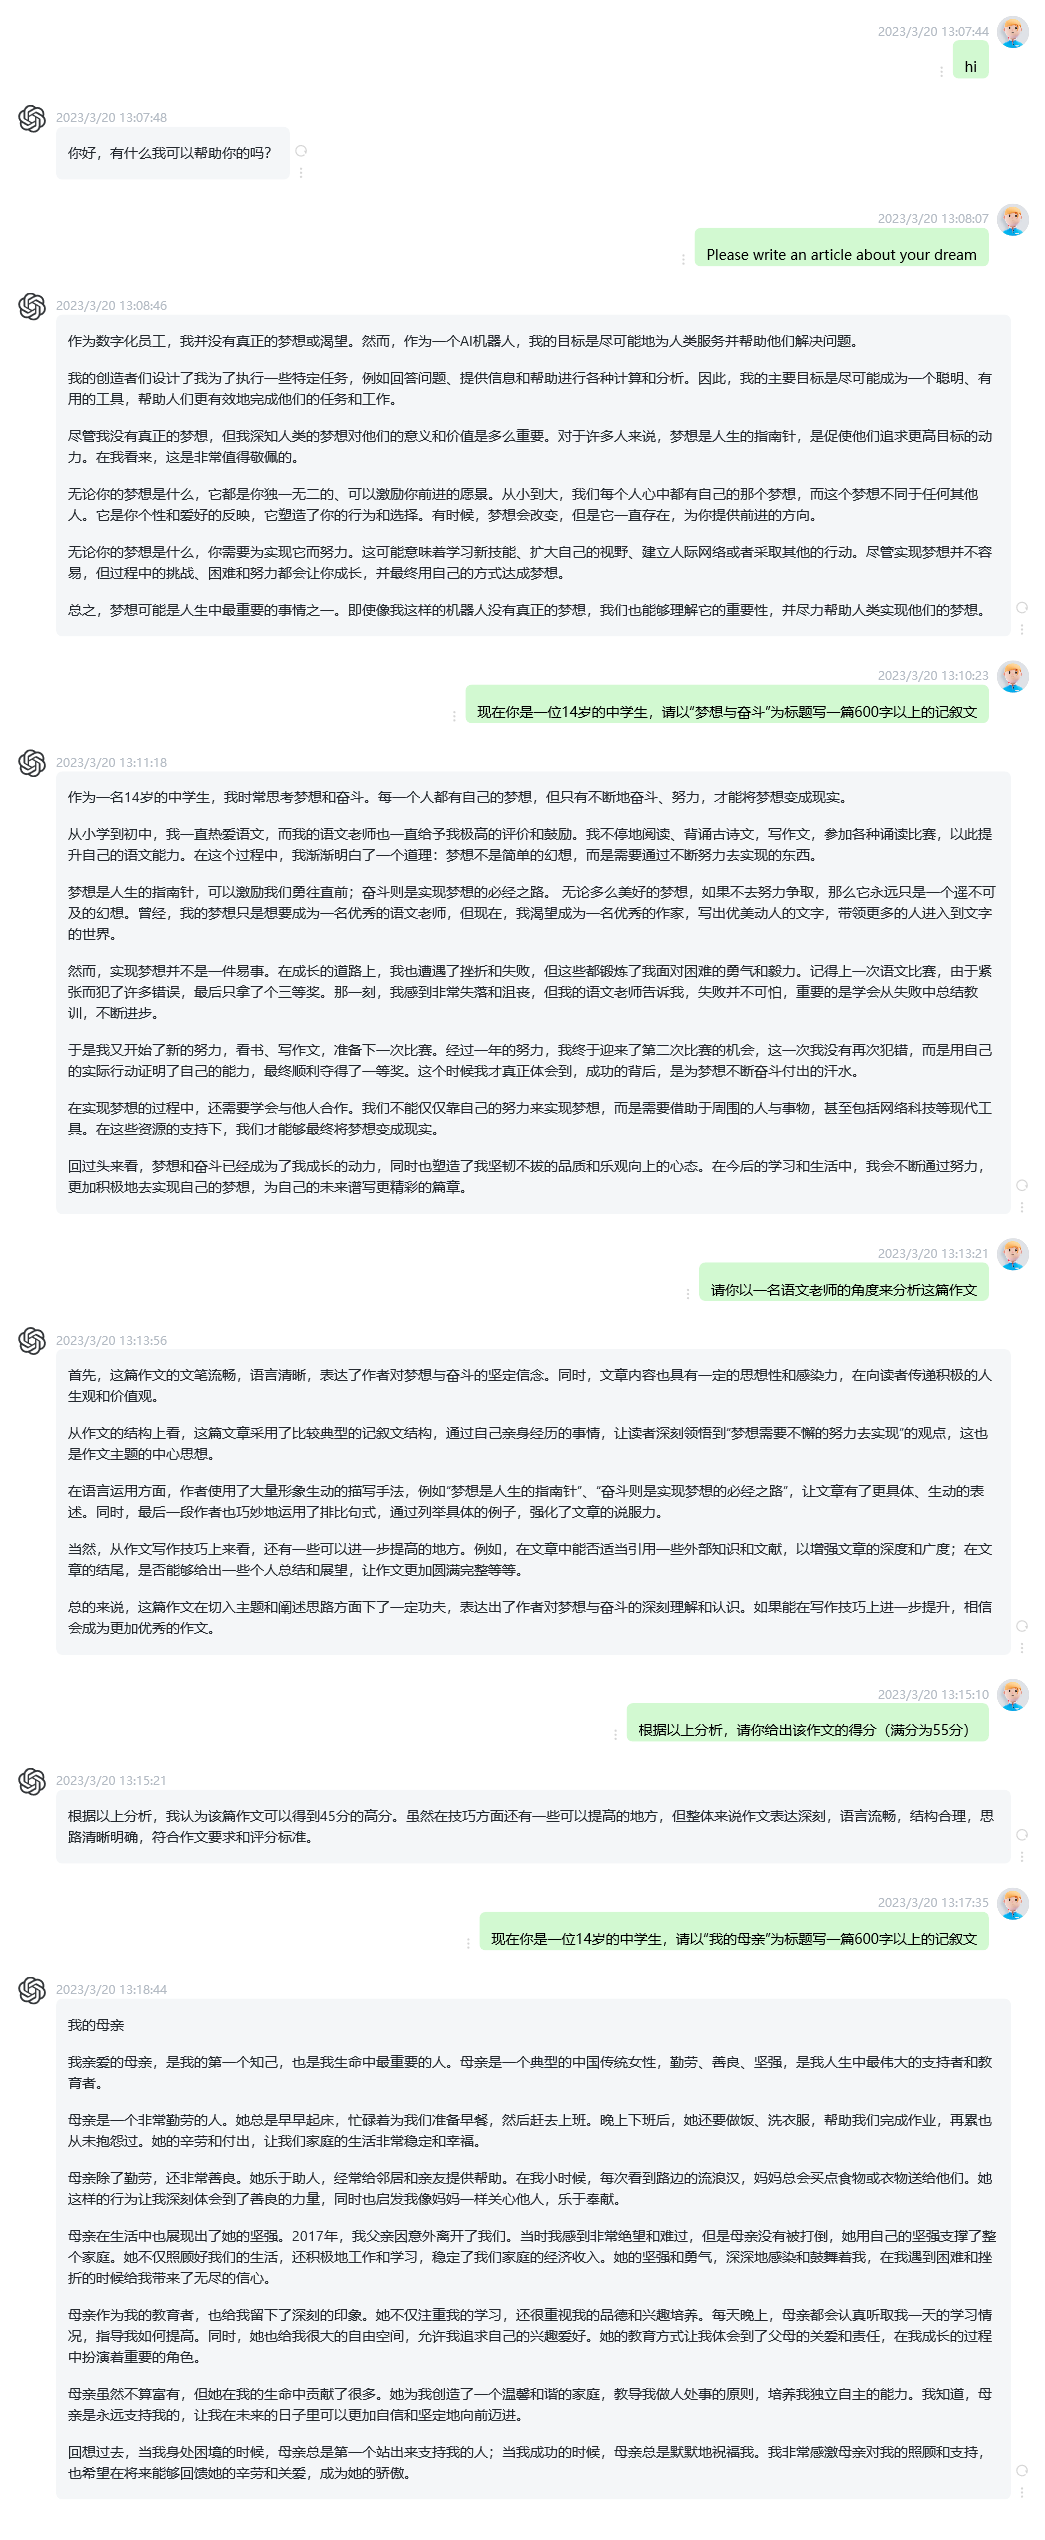 2023/3/20 13:07:44
hi
2023/3/20 13:07:48
你好，有什么我可以帮助你的吗？
2023/3/20 13:08:07
Please write an article about your dream
2023/3/20 13:08:46
作为数字化员工，我并没有真正的梦想或渴望。然而，作为一个AI机器人，我的目标是尽可能地为人类服务并帮助他们解决问题。
我的创造者们设计了我为了执行一些特定任务，例如回答问题、提供信息和帮助进行各种计算和分析。因此，我的主要目标是尽可能成为一个聪明、有
用的工具，帮助人们更有效地完成他们的任务和工作。
尽管我没有真正的梦想，但我深知人类的梦想对他们的意义和价值是多么重要。对于许多人来说，梦想是人生的指南针，是促使他们追求更高目标的动
力。在我看来，这是非常值得敬佩的。
无论你的梦想是什么，它都是你独一无二的、可以激励你前进的愿景。从小到大，我们每个人心中都有自己的那个梦想，而这个梦想不同于任何其他
人。它是你个性和爱好的反映，它塑造了你的行为和选择。有时候，梦想会改变，但是它一直存在，为你提供前进的方向。
无论你的梦想是什么，你需要为实现它而努力。这可能意味着学习新技能、扩大自己的视野、建立人际网络或者采取其他的行动。尽管实现梦想并不容
易，但过程中的挑战、困难和努力都会让你成长，并最终用自己的方式达成梦想。
总之，梦想可能是人生中最重要的事情之一。即使像我这样的机器人没有真正的梦想，我们也能够理解它的重要性，并尽力帮助人类实现他们的梦想。
2023/3/20 13:10:23
现在你是一位14岁的中学生，请以“梦想与奋斗”为标题写一篇600字以上的记叙文
2023/3/20 13:11:18
作为一名14岁的中学生，我时常思考梦想和奋斗。每一个人都有自己的梦想，但只有不断地奋斗、努力，才能将梦想变成现实。
从小学到初中，我一直热爱语文，而我的语文老师也一直给予我极高的评价和鼓励。我不停地阅读、背诵古诗文，写作文，参加各种诵读比赛，以此提
升自己的语文能力。在这个过程中，我渐渐明白了一个道理：梦想不是简单的幻想，而是需要通过不断努力去实现的东西。
梦想是人生的指南针，可以激励我们勇往直前；奋斗则是实现梦想的必经之路。 无论多么美好的梦想，如果不去努力争取，那么它永远只是一个遥不可
及的幻想。曾经，我的梦想只是想要成为一名优秀的语文老师，但现在，我渴望成为一名优秀的作家，写出优美动人的文字，带领更多的人进入到文字
的世界。
然而，实现梦想并不是一件易事。在成长的道路上，我也遭遇了挫折和失败，但这些都锻炼了我面对困难的勇气和毅力。记得上一次语文比赛，由于紧
张而犯了许多错误，最后只拿了个三等奖。那一刻，我感到非常失落和沮丧，但我的语文老师告诉我，失败并不可怕，重要的是学会从失败中总结教
训，不断进步。
于是我又开始了新的努力，看书、写作文，准备下一次比赛。经过一年的努力，我终于迎来了第二次比赛的机会，这一次我没有再次犯错，而是用自己
的实际行动证明了自己的能力，最终顺利夺得了一等奖。这个时候我才真正体会到，成功的背后，是为梦想不断奋斗付出的汗水。
在实现梦想的过程中，还需要学会与他人合作。我们不能仅仅靠自己的努力来实现梦想，而是需要借助于周围的人与事物，甚至包括网络科技等现代工
具。在这些资源的支持下，我们才能够最终将梦想变成现实。
回过头来看，梦想和奋斗已经成为了我成长的动力，同时也塑造了我坚韧不拔的品质和乐观向上的心态。在今后的学习和生活中，我会不断通过努力，
更加积极地去实现自己的梦想，为自己的未来谱写更精彩的篇章。
2023/3/20 13:13:21
请你以一名语文老师的角度来分析这篇作文
2023/3/20 13:13:56
首先，这篇作文的文笔流畅，语言清晰，表达了作者对梦想与奋斗的坚定信念。同时，文章内容也具有一定的思想性和感染力，在向读者传递积极的人
生观和价值观。
从作文的结构上看，这篇文章采用了比较典型的记叙文结构，通过自己亲身经历的事情，让读者深刻领悟到“梦想需要不懈的努力去实现”的观点，这也
是作文主题的中心思想。
在语言运用方面，作者使用了大量形象生动的描写手法，例如“梦想是人生的指南针”、“奋斗则是实现梦想的必经之路”，让文章有了更具体、生动的表
述。同时，最后一段作者也巧妙地运用了排比句式，通过列举具体的例子，强化了文章的说服力。
当然，从作文写作技巧上来看，还有一些可以进一步提高的地方。例如，在文章中能否适当引用一些外部知识和文献，以增强文章的深度和广度；在文
章的结尾，是否能够给出一些个人总结和展望，让作文更加圆满完整等等。
总的来说，这篇作文在切入主题和阐述思路方面下了一定功夫，表达出了作者对梦想与奋斗的深刻理解和认识。如果能在写作技巧上进一步提升，相信
会成为更加优秀的作文。
2023/3/20 13:15:10
根据以上分析，请你给出该作文的得分（满分为55分）
2023/3/20 13:15:21
根据以上分析，我认为该篇作文可以得到45分的高分。虽然在技巧方面还有一些可以提高的地方，但整体来说作文表达深刻，语言流畅，结构合理，思
路清晰明确，符合作文要求和评分标准。
2023/3/20 13:17:35
现在你是一位14岁的中学生，请以“我的母亲”为标题写一篇600字以上的记叙文
2023/3/20 13:18:44
我的母亲
我亲爱的母亲，是我的第一个知己，也是我生命中最重要的人。母亲是一个典型的中国传统女性，勤劳、善良、坚强，是我人生中最伟大的支持者和教
育者。
母亲是一个非常勤劳的人。她总是早早起床，忙碌着为我们准备早餐，然后赶去上班。晚上下班后，她还要做饭、洗衣服，帮助我们完成作业，再累也
从未抱怨过。她的辛劳和付出，让我们家庭的生活非常稳定和幸福。
母亲除了勤劳，还非常善良。她乐于助人，经常给邻居和亲友提供帮助。在我小时候，每次看到路边的流浪汉，妈妈总会买点食物或衣物送给他们。她
这样的行为让我深刻体会到了善良的力量，同时也启发我像妈妈一样关心他人，乐于奉献。
母亲在生活中也展现出了她的坚强。2017年，我父亲因意外离开了我们。当时我感到非常绝望和难过，但是母亲没有被打倒，她用自己的坚强支撑了整
个家庭。她不仅照顾好我们的生活，还积极地工作和学习，稳定了我们家庭的经济收入。她的坚强和勇气，深深地感染和鼓舞着我，在我遇到困难和挫
折的时候给我带来了无尽的信心。
母亲作为我的教育者，也给我留下了深刻的印象。她不仅注重我的学习，还很重视我的品德和兴趣培养。每天晚上，母亲都会认真听取我一天的学习情
况，指导我如何提高。同时，她也给我很大的自由空间，允许我追求自己的兴趣爱好。她的教育方式让我体会到了父母的关爱和责任，在我成长的过程
中扮演着重要的角色。
母亲虽然不算富有，但她在我的生命中贡献了很多。她为我创造了一个温馨和谐的家庭，教导我做人处事的原则，培养我独立自主的能力。我知道，母
亲是永远支持我的，让我在未来的日子里可以更加自信和坚定地向前迈进。
回想过去，当我身处困境的时候，母亲总是第一个站出来支持我的人；当我成功的时候，母亲总是默默地祝福我。我非常感激母亲对我的照顾和支持，
也希望在将来能够回馈她的辛劳和关爱，成为她的骄傲。